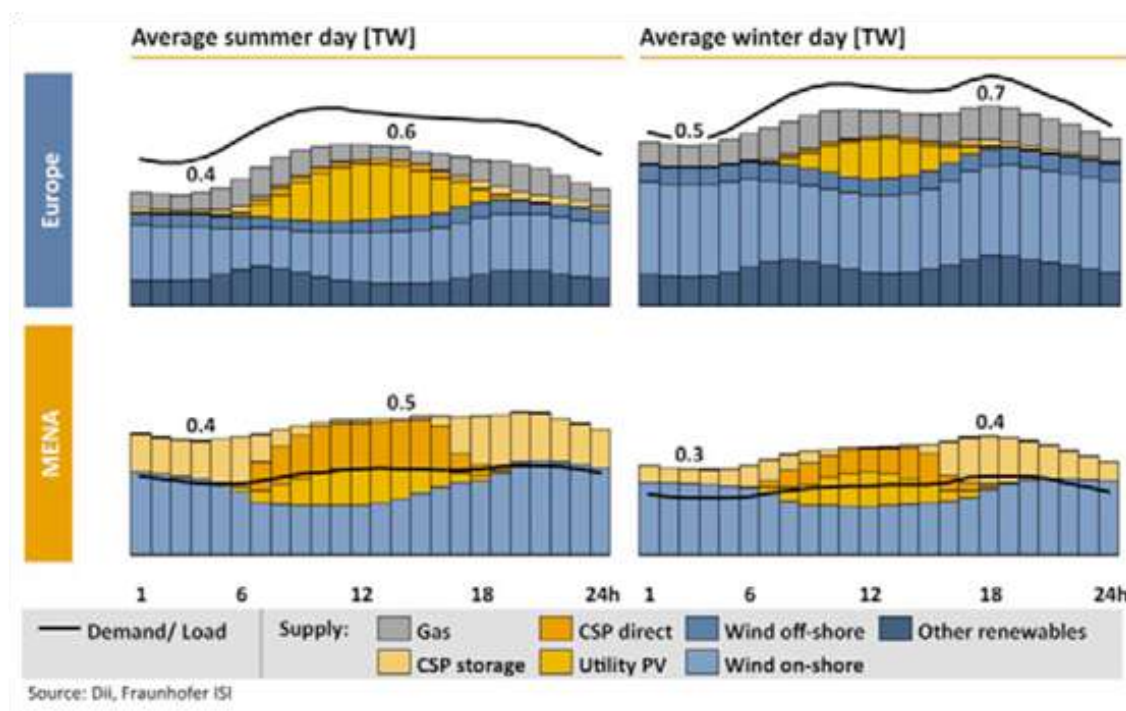 Average summer day [TW]
Average winter day [TW]
Europe
0.4
0.6
0.5
0.7
MENA
0.4
0.5
0.3
0.4
1 6 12 18 24h
1 6 12 18 24h
Demand/ Load
Supply:
Gas
CSP direct
Wind off-shore
Other renewables
CSP storage
Utility PV
Wind on-shore
Source: Dii, Fraunhofer ISI